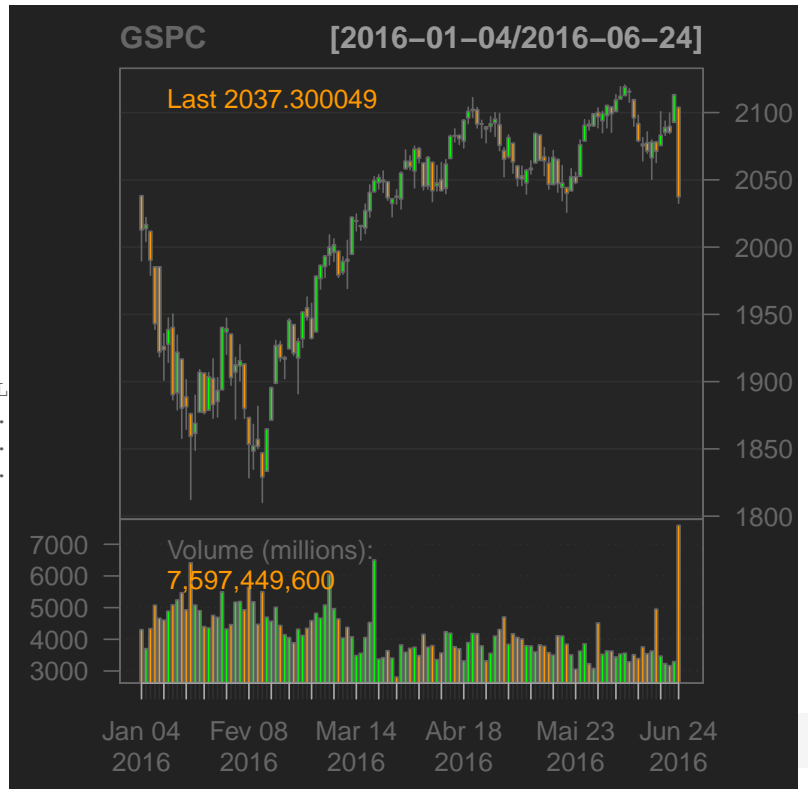 GSPC [2016−01−04/2016−06−24]
Last 2037.300049
2100
2050
2000
1950
1900
1850
1800
Volume (millions):
7,597,449,600
7000
6000
5000
4000
3000
Jan 04 Fev 08 Mar 14 Abr 18 Mai 23 Jun 24
2016 2016 2016 2016 2016 2016